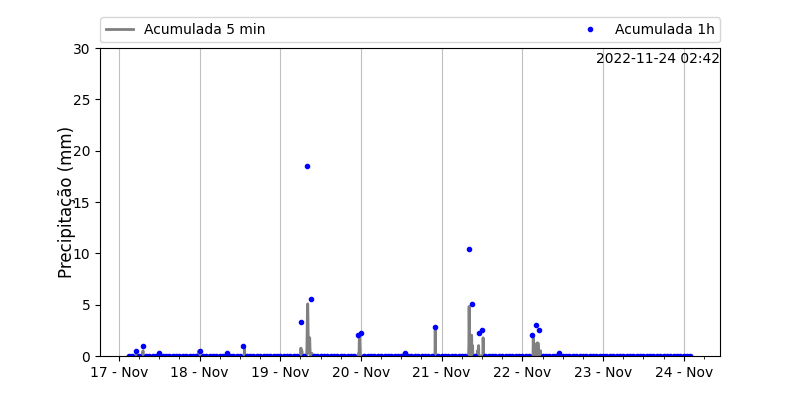 Acumulada 5 min
Acumulada 1h
2022-11-24 02:42
Precipitação (mm)
30
25
20
15
10
5
0
17 - Nov 18 - Nov 19 - Nov 20 - Nov 21 - Nov 22 - Nov 23 - Nov 24 - Nov